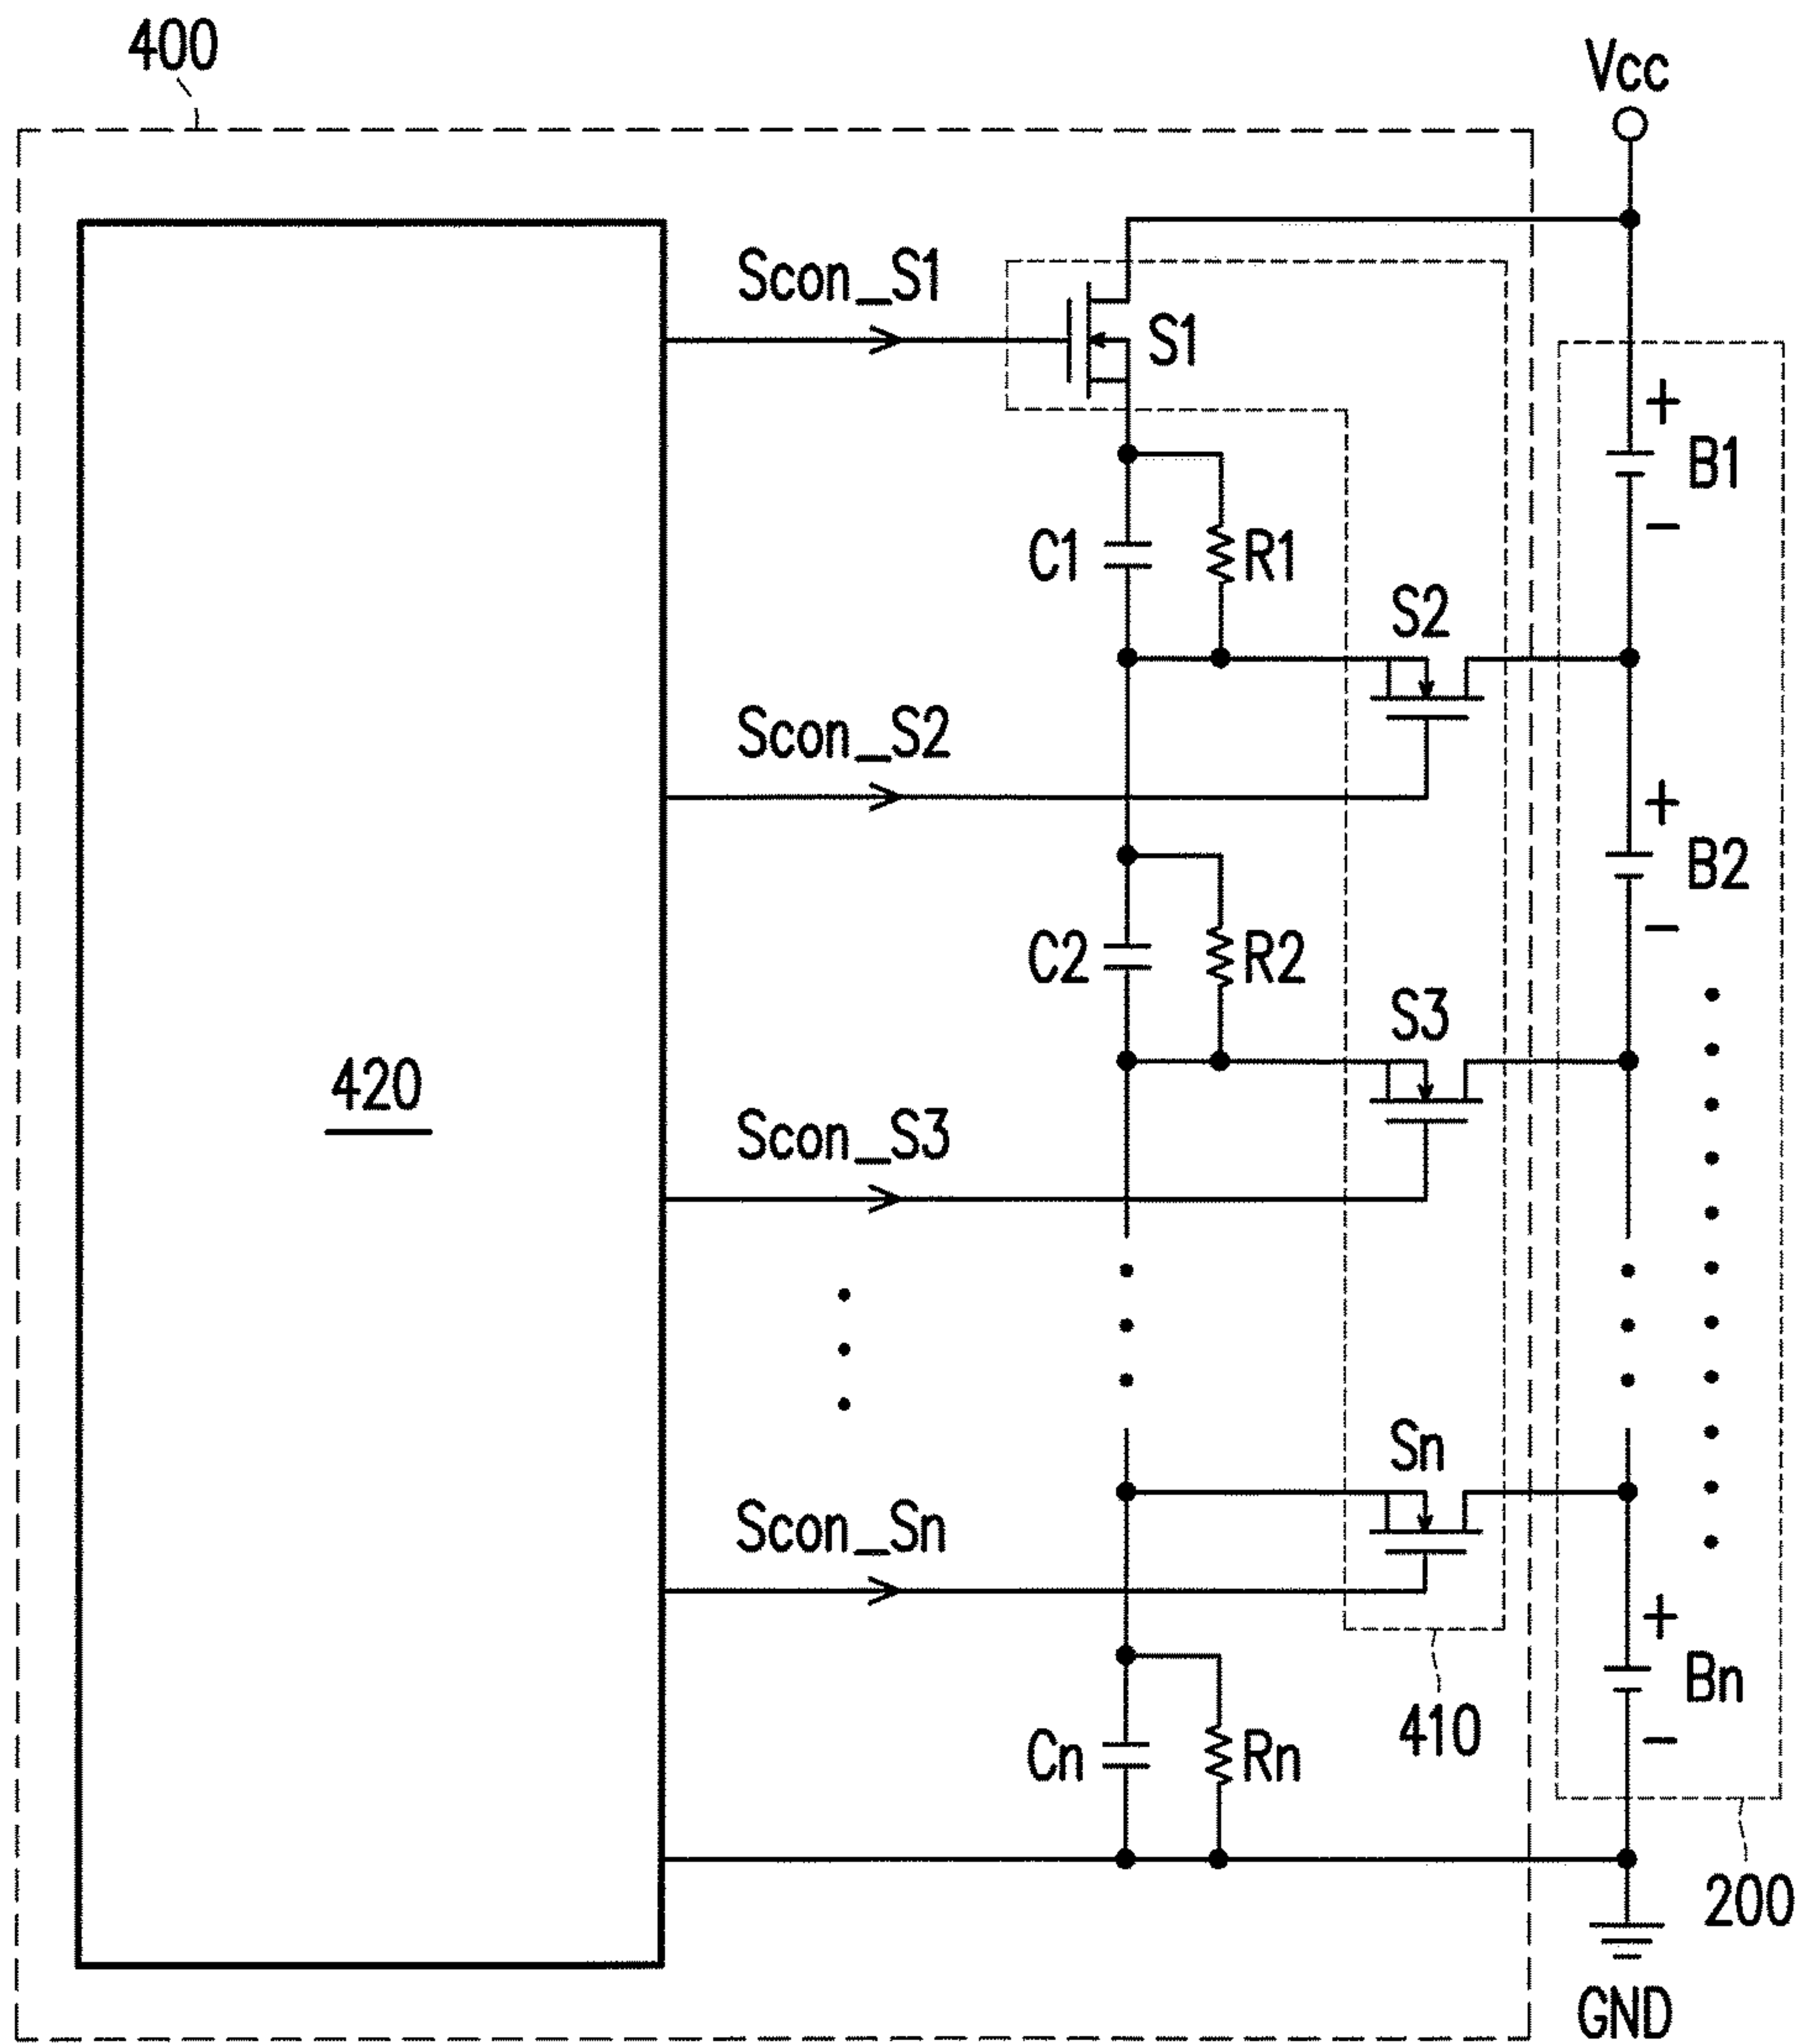 400
Vcc
Scon_S1
S1
+
B1
−
C1
R1
S2
Scon_S2
+
B2
−
C2
R2
S3
420
Scon_S3
Sn
Scon_Sn
+
Bn
−
410
Cn
Rn
200
GND